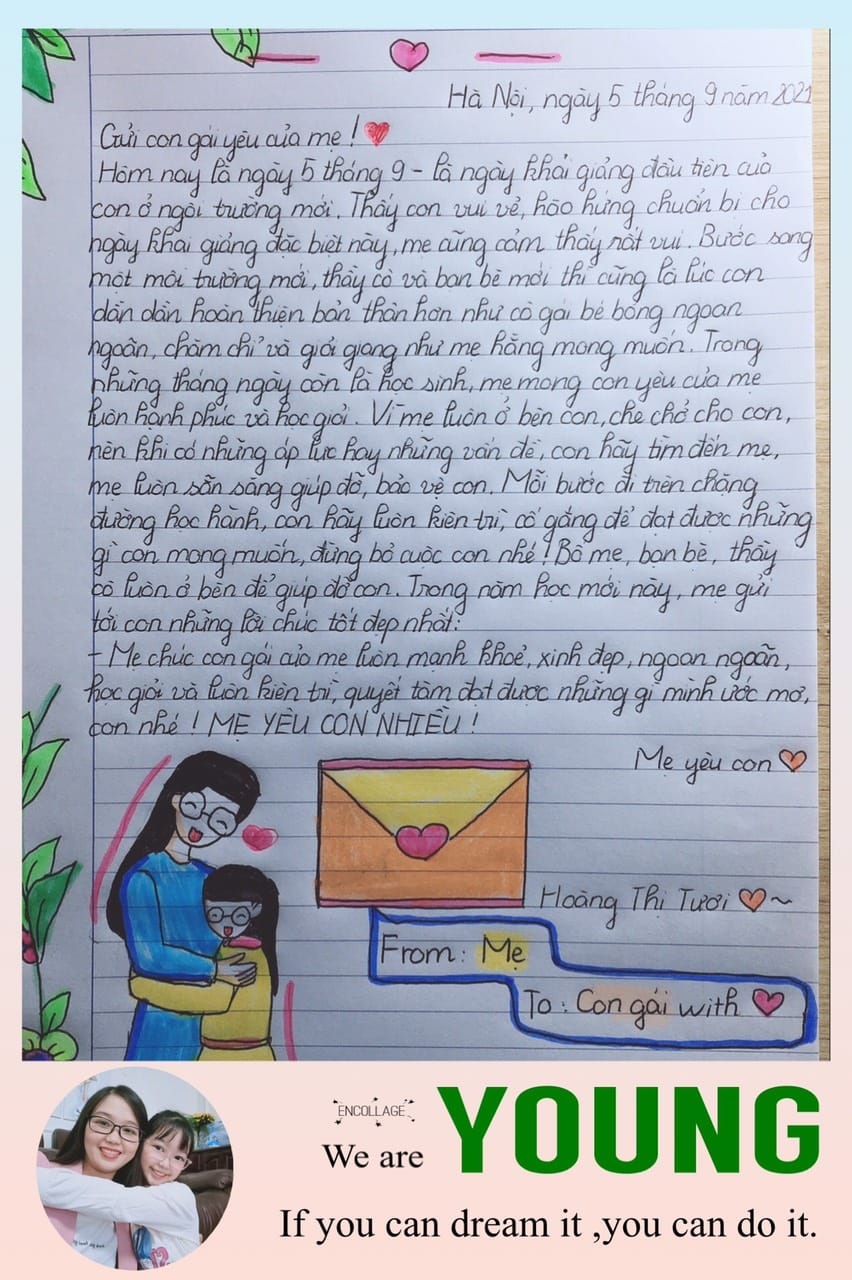 Hà Nội, ngày 5 tháng 9 năm 2021
Gửi con gái yêu của mẹ !
Hôm nay là ngày 5 tháng 9 - là ngày khai giảng đầu tiên của
con ở ngôi trường mới. Thấy con vui vẻ, háo hứng chuẩn bị cho
ngày khai giảng đặc biệt này, mẹ cũng cảm thấy rất vui. Bước sang
một môi trường mới, thầy cô và bạn bè mới thì cũng là lúc con
dần dần hoàn thiện bản thân hơn như cô gái bé bỏng ngoan
ngoãn, chăm chỉ và giỏi giang như mẹ hằng mong muốn. Trong
những tháng ngày còn là học sinh, mẹ mong con yêu của mẹ
luôn hạnh phúc và học giỏi. Vì mẹ luôn ở bên con, che chở cho con,
nên khi có những áp lực hay những vấn đề, con hãy tìm đến mẹ,
mẹ luôn sẵn sàng giúp đỡ, bảo vệ con. Mỗi bước đi trên chặng
đường học hành, con hãy luôn kiên trì, cố gắng để đạt được những
gì con mong muốn, đừng bỏ cuộc con nhé ! Bố mẹ, bạn bè, thầy
cô luôn ở bên để giúp đỡ con. Trong năm học mới này, mẹ gửi
tới con những lời chúc tốt đẹp nhất:
- Mẹ chúc con gái của mẹ luôn mạnh khoẻ, xinh đẹp, ngoan ngoãn,
học giỏi và luôn kiên trì, quyết tâm đạt được những gì mình ước mơ,
con nhé ! MẸ YÊU CON NHIỀU !
Mẹ yêu con
Hoàng Thị Tươi ~
From: Mẹ
To: Con gái with
ENCOLLAGE
We are YOUNG
If you can dream it ,you can do it.